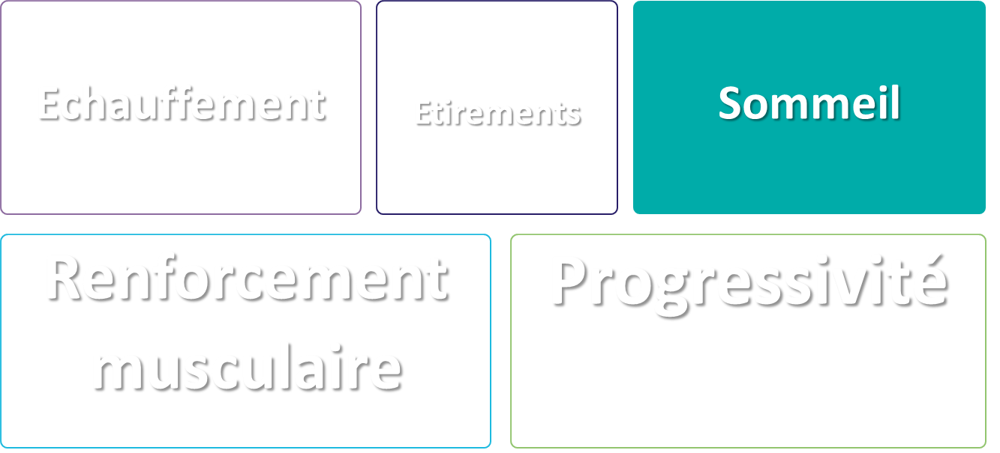 Echauffement
Etirements
Sommeil
Renforcement
musculaire
Progressivité